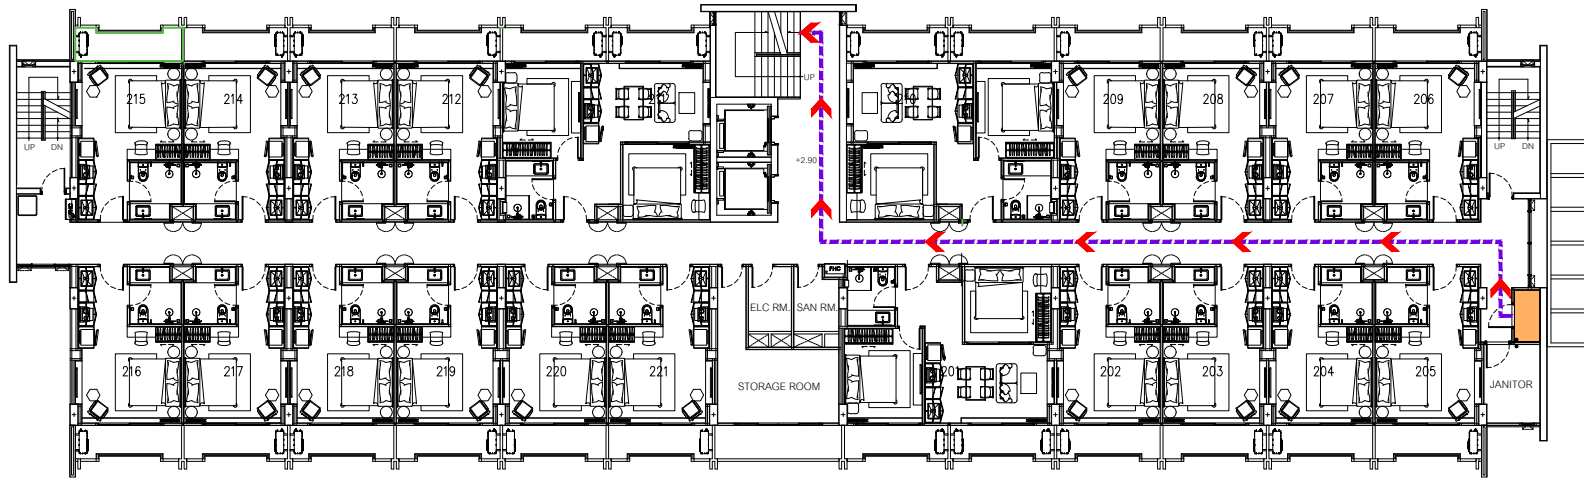 UP
215
214
213
212
209
208
207
206
UP
DN
UP
DN
+2.90
FHC
ELC RM.
SAN RM.
216
217
218
219
220
221
STORAGE ROOM
201
202
203
204
205
JANITOR